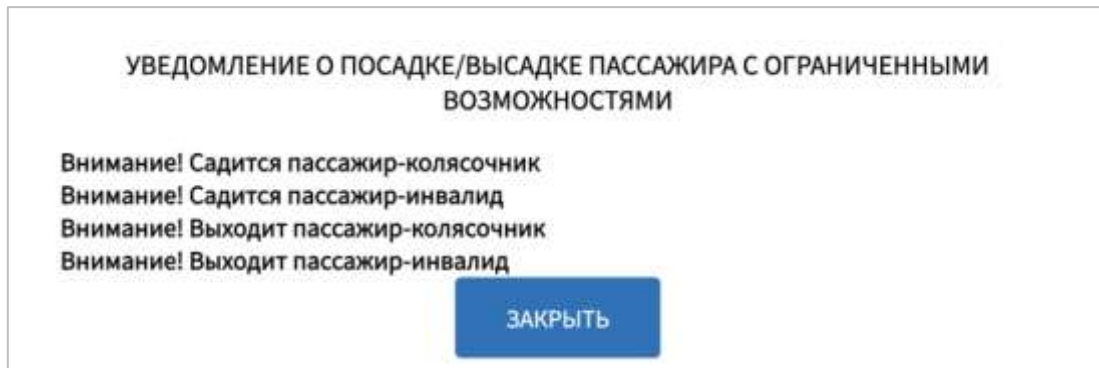 УВЕДОМЛЕНИЕ О ПОСАДКЕ/ВЫСАДКЕ ПАССАЖИРА С ОГРАНИЧЕННЫМИ
ВОЗМОЖНОСТЯМИ
Внимание! Садится пассажир-колясочник
Внимание! Садится пассажир-инвалид
Внимание! Выходит пассажир-колясочник
Внимание! Выходит пассажир-инвалид
ЗАКРЫТЬ